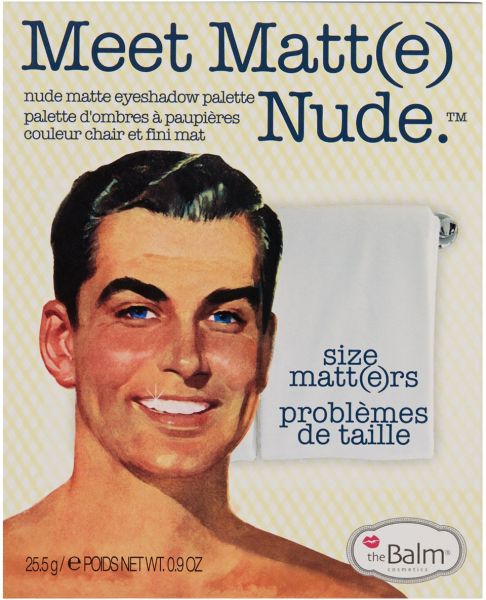 Meet Matt(e)
Nude.™
nude matte eyeshadow palette
palette d'ombres à paupières
couleur chair et fini mat
size
matt(e)rs
problèmes
de taille
25.5g/℮POIDS NET WT. 0.9 OZ
theBalm®
cosmetics